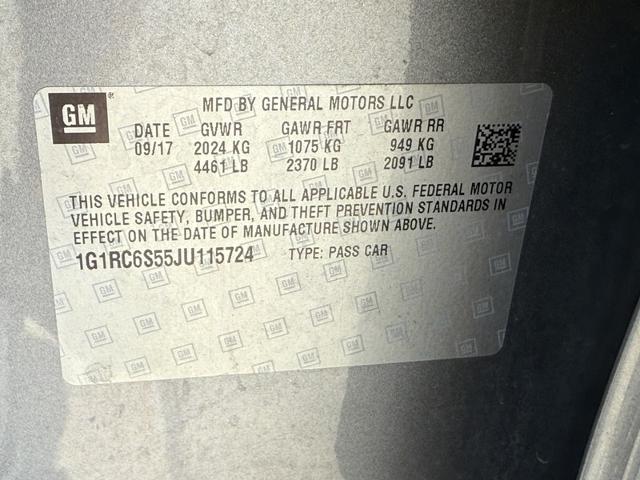 GM ®
MFD BY GENERAL MOTORS LLC
DATE GVWR GAWR FRT GAWR RR
09/17 2024 KG 1075 KG 949 KG
4461 LB 2370 LB 2091 LB
THIS VEHICLE CONFORMS TO ALL APPLICABLE U.S. FEDERAL MOTOR
VEHICLE SAFETY, BUMPER, AND THEFT PREVENTION STANDARDS IN
EFFECT ON THE DATE OF MANUFACTURE SHOWN ABOVE.
1G1RC6S55JU115724 TYPE: PASS CAR